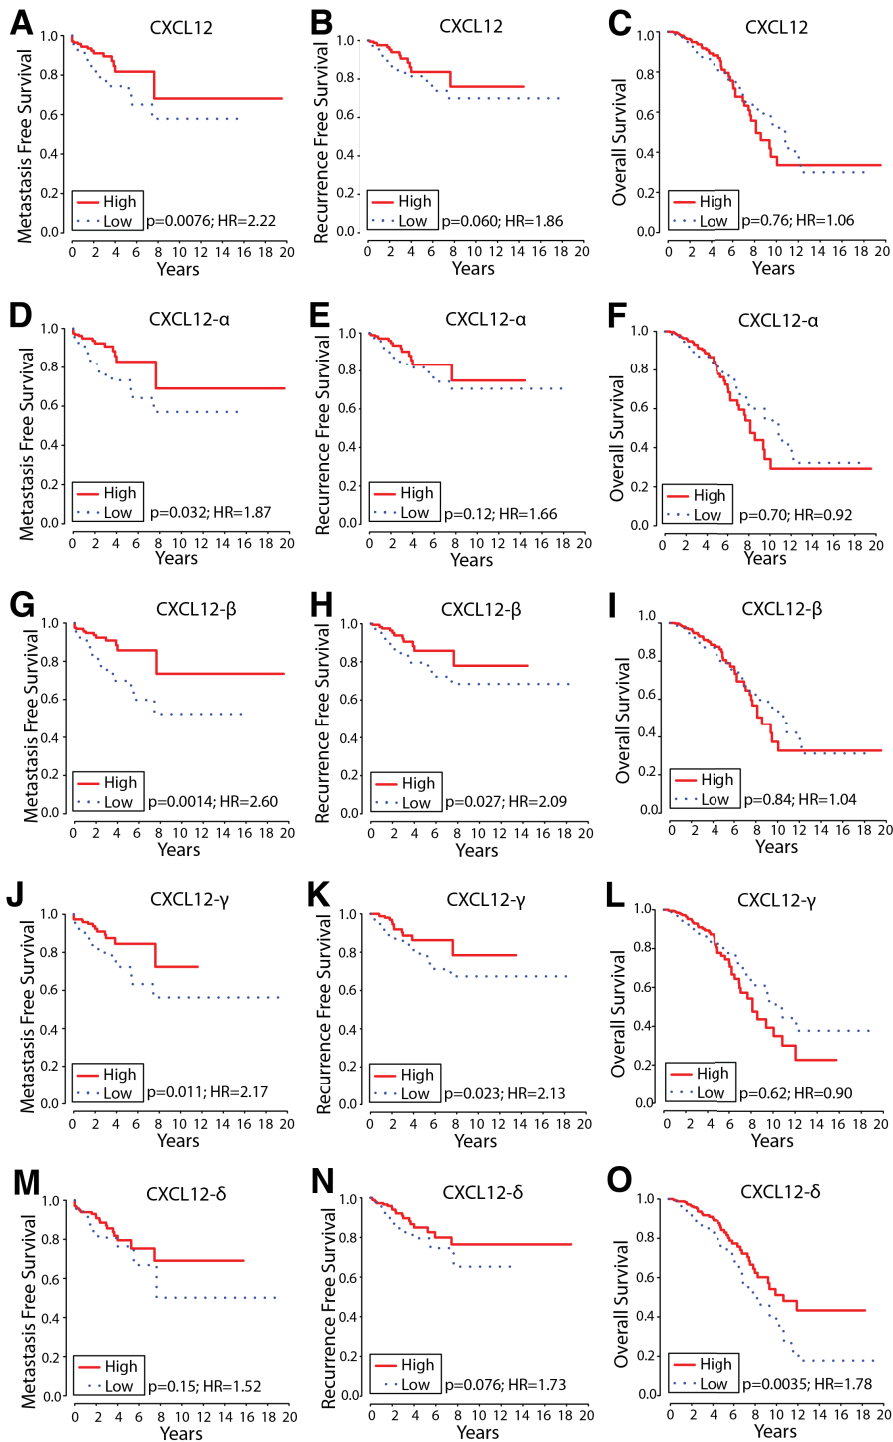 A
CXCL12
Metastasis Free Survival
1.0
0.8
0.6
0.4
0.2
0.0
High
Low
p=0.0076; HR=2.22
0 2 4 6 8 10 12 14 16 18 20
Years
B
CXCL12
Recurrence Free Survival
1.0
0.8
0.6
0.4
0.2
0.0
High
Low
p=0.060; HR=1.86
0 2 4 6 8 10 12 14 16 18 20
Years
C
CXCL12
Overall Survival
1.0
0.8
0.6
0.4
0.2
0.0
High
Low
p=0.76; HR=1.06
0 2 4 6 8 10 12 14 16 18 20
Years
D
CXCL12-α
Metastasis Free Survival
1.0
0.8
0.6
0.4
0.2
0.0
High
Low
p=0.032; HR=1.87
0 2 4 6 8 10 12 14 16 18 20
Years
E
CXCL12-α
Recurrence Free Survival
1.0
0.8
0.6
0.4
0.2
0.0
High
Low
p=0.12; HR=1.66
0 2 4 6 8 10 12 14 16 18 20
Years
F
CXCL12-α
Overall Survival
1.0
0.8
0.6
0.4
0.2
0.0
High
Low
p=0.70; HR=0.92
0 2 4 6 8 10 12 14 16 18 20
Years
G
CXCL12-β
Metastasis Free Survival
1.0
0.8
0.6
0.4
0.2
0.0
High
Low
p=0.0014; HR=2.60
0 2 4 6 8 10 12 14 16 18 20
Years
H
CXCL12-β
Recurrence Free Survival
1.0
0.8
0.6
0.4
0.2
0.0
High
Low
p=0.027; HR=2.09
0 2 4 6 8 10 12 14 16 18 20
Years
I
CXCL12-β
Overall Survival
1.0
0.8
0.6
0.4
0.2
0.0
High
Low
p=0.84; HR=1.04
0 2 4 6 8 10 12 14 16 18 20
Years
J
CXCL12-γ
Metastasis Free Survival
1.0
0.8
0.6
0.4
0.2
0.0
High
Low
p=0.011; HR=2.17
0 2 4 6 8 10 12 14 16 18 20
Years
K
CXCL12-γ
Recurrence Free Survival
1.0
0.8
0.6
0.4
0.2
0.0
High
Low
p=0.023; HR=2.13
0 2 4 6 8 10 12 14 16 18 20
Years
L
CXCL12-γ
Overall Survival
1.0
0.8
0.6
0.4
0.2
0.0
High
Low
p=0.62; HR=0.90
0 2 4 6 8 10 12 14 16 18 20
Years
M
CXCL12-δ
Metastasis Free Survival
1.0
0.8
0.6
0.4
0.2
0.0
High
Low
p=0.15; HR=1.52
0 2 4 6 8 10 12 14 16 18 20
Years
N
CXCL12-δ
Recurrence Free Survival
1.0
0.8
0.6
0.4
0.2
0.0
High
Low
p=0.076; HR=1.73
0 2 4 6 8 10 12 14 16 18 20
Years
O
CXCL12-δ
Overall Survival
1.0
0.8
0.6
0.4
0.2
0.0
High
Low
p=0.0035; HR=1.78
0 2 4 6 8 10 12 14 16 18 20
Years